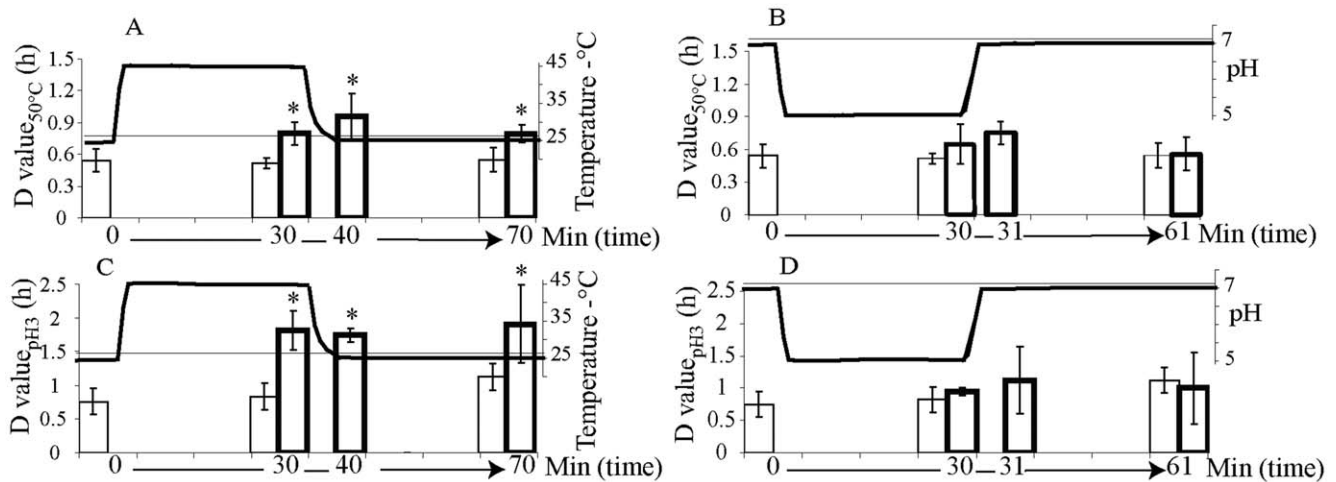 A
D value50°C (h)
1.5
1.2
0.9
0.6
0.3
0
* * *
45
35
25
15
Temperature -°C
0 30 40 70 Min (time)
B
D value50°C (h)
1.5
1.2
0.9
0.6
0.3
0
7
5
pH
0 30 31 61 Min (time)
C
D valuepH3 (h)
2.5
2
1.5
1
0.5
0
* * *
45
35
25
15
Temperature -°C
0 30 40 70 Min (time)
D
D valuepH3 (h)
2.5
2
1.5
1
0.5
0
7
5
pH
0 30 31 61 Min (time)